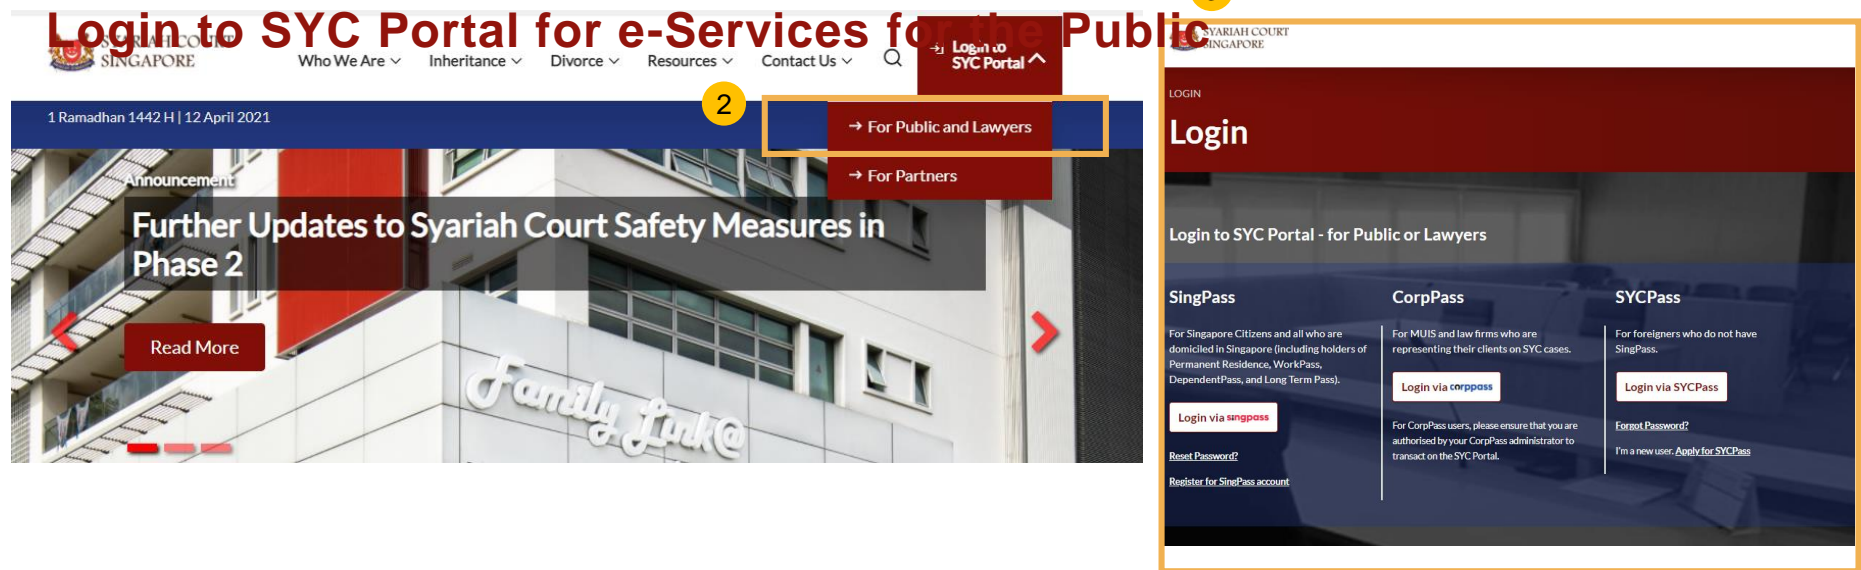 Login to SYC Portal for e-Services for the Public
SYARIAH COURT
SINGAPORE
Who We Are
Inheritance
Divorce
Resources
Contact Us
Login to
SYC Portal
2
1 Ramadhan 1442 H | 12 April 2021
→ For Public and Lawyers
→ For Partners
Announcement
Further Updates to Syariah Court Safety Measures in
Phase 2
Read More
Family Link@
SYARIAH COURT
SINGAPORE
LOGIN
Login
Login to SYC Portal - for Public or Lawyers
SingPass
For Singapore Citizens and all who are
domiciled in Singapore (including holders of
Permanent Residence, WorkPass,
DependentPass, and Long Term Pass).
Login via singpass
Reset Password?
Register for SingPass account
CorpPass
For MUIS and law firms who are
representing their clients on SYC cases.
Login via corppass
For CorpPass users, please ensure that you are
authorised by your CorpPass administrator to
transact on the SYC Portal.
SYCPass
For foreigners who do not have
SingPass.
Login via SYCPass
Forgot Password?
I'm a new user. Apply for SYCPass